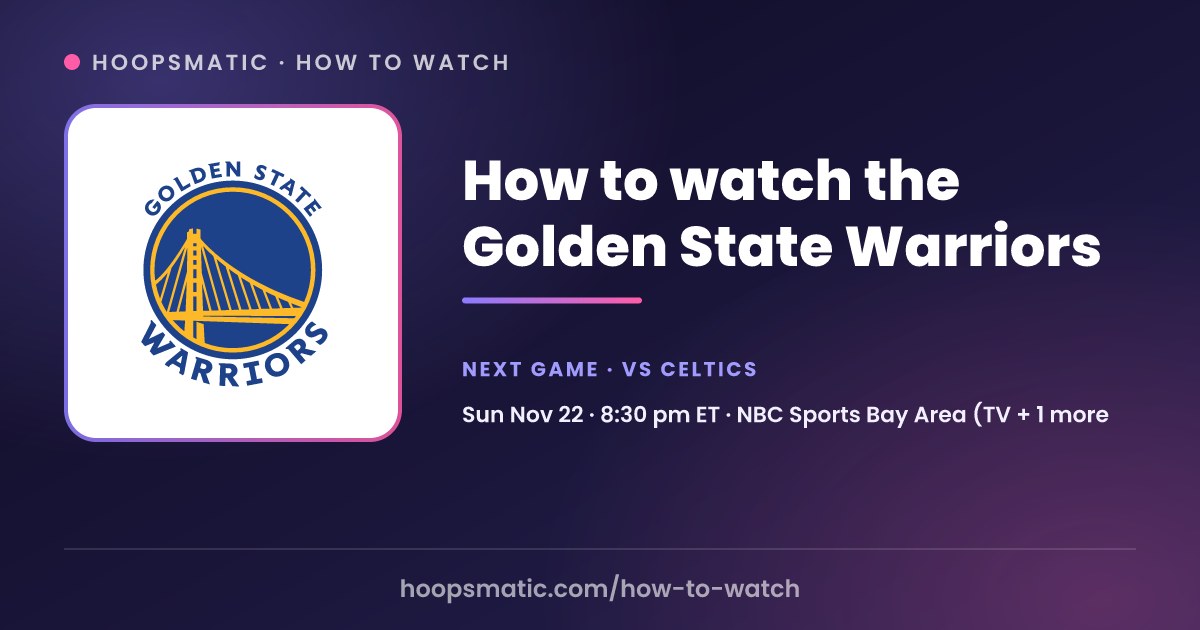 HOOPSMATIC · HOW TO WATCH
GOLDEN STATE
WARRIORS
How to watch the
Golden State Warriors
NEXT GAME · VS CELTICS
Sun Nov 22 · 8:30 pm ET · NBC Sports Bay Area (TV + 1 more
hoopsmatic.com/how-to-watch